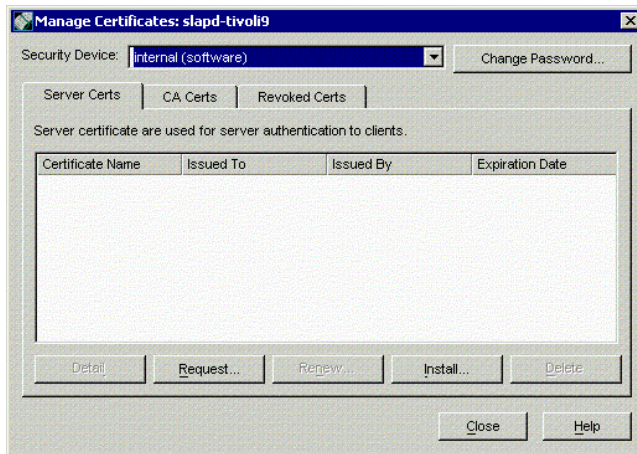 Manage Certificates: slapd-tivoli9
Security Device: internal (software) Change Password...
Server Certs CA Certs Revoked Certs
Server certificate are used for server authentication to clients.
Certificate Name Issued To Issued By Expiration Date
Detail Request... Renew... Install... Delete
Close Help